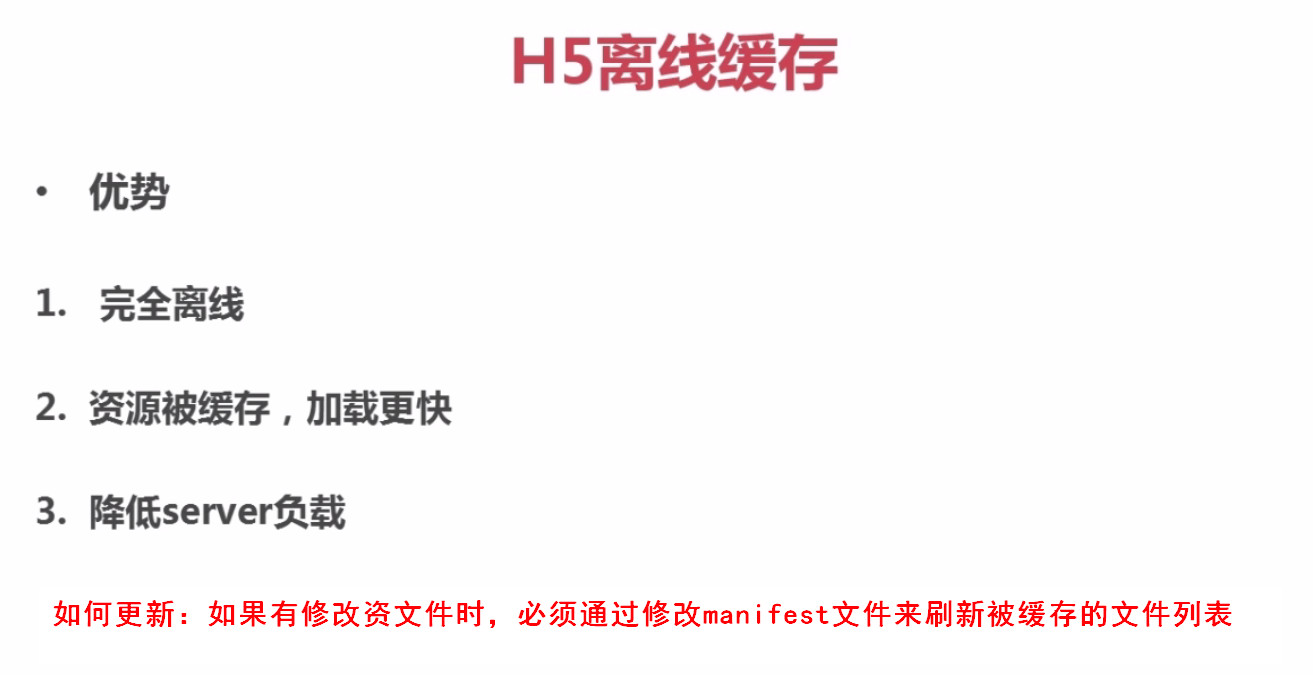 H5离线缓存
• 优势
1. 完全离线
2. 资源被缓存，加载更快
3. 降低server负载
如何更新：如果有修改资文件时，必须通过修改manifest文件来刷新被缓存的文件列表